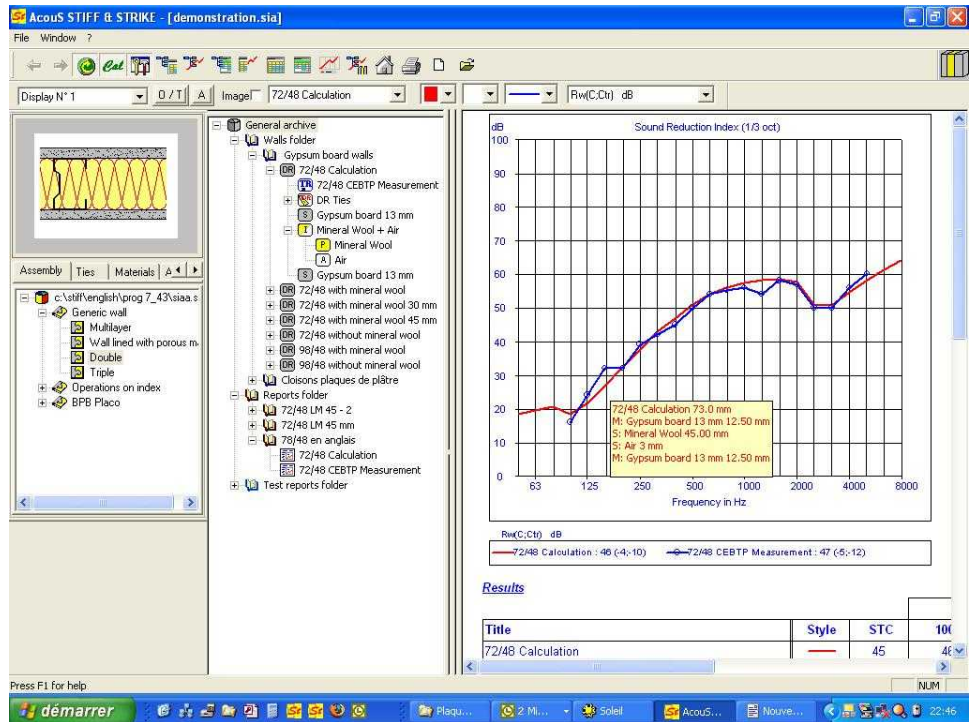 AcouS STIFF & STRIKE - [demonstration.sia]
File Window ?
Cal
Display N° 1 0 / T A Image 72/48 Calculation Rw(C;Ctr) dB
Assembly Ties Materials A
c:\stiff\english\prog 7_43\siaa.s
Generic wall
Multilayer
Wall lined with porous m
Double
Triple
Operations on index
BPB Placo
General archive
Walls folder
Gypsum board walls
DR 72/48 Calculation
72/48 CEBTP Measurement
DR Ties
S Gypsum board 13 mm
I Mineral Wool + Air
P Mineral Wool
A Air
S Gypsum board 13 mm
DR 72/48 with mineral wool
DR 72/48 with mineral wool 30 mm
DR 72/48 with mineral wool 45 mm
DR 72/48 without mineral wool
DR 98/48 with mineral wool
DR 98/48 without mineral wool
Cloisons plaques de plâtre
Reports folder
72/48 LM 45 - 2
72/48 LM 45 mm
78/48 en anglais
72/48 Calculation
72/48 CEBTP Measurement
Test reports folder
dB Sound Reduction Index (1/3 oct)
100
90
80
70
60
50
40
30
20
10
0
72/48 Calculation 73.0 mm
M: Gypsum board 13 mm 12.50 mm
S: Mineral Wool 45.00 mm
S: Air 3 mm
M: Gypsum board 13 mm 12.50 mm
63 125 250 500 1000 2000 4000 8000
Frequency in Hz
Rw(C;Ctr) dB
72/48 Calculation : 46 (-4;-10) 72/48 CEBTP Measurement : 47 (-5;-12)
Results
Title Style STC
72/48 Calculation 45
Press F1 for help NUM
démarrer Plaqu... 2 Mi... Soleil AcouS... Nouve... 22:46